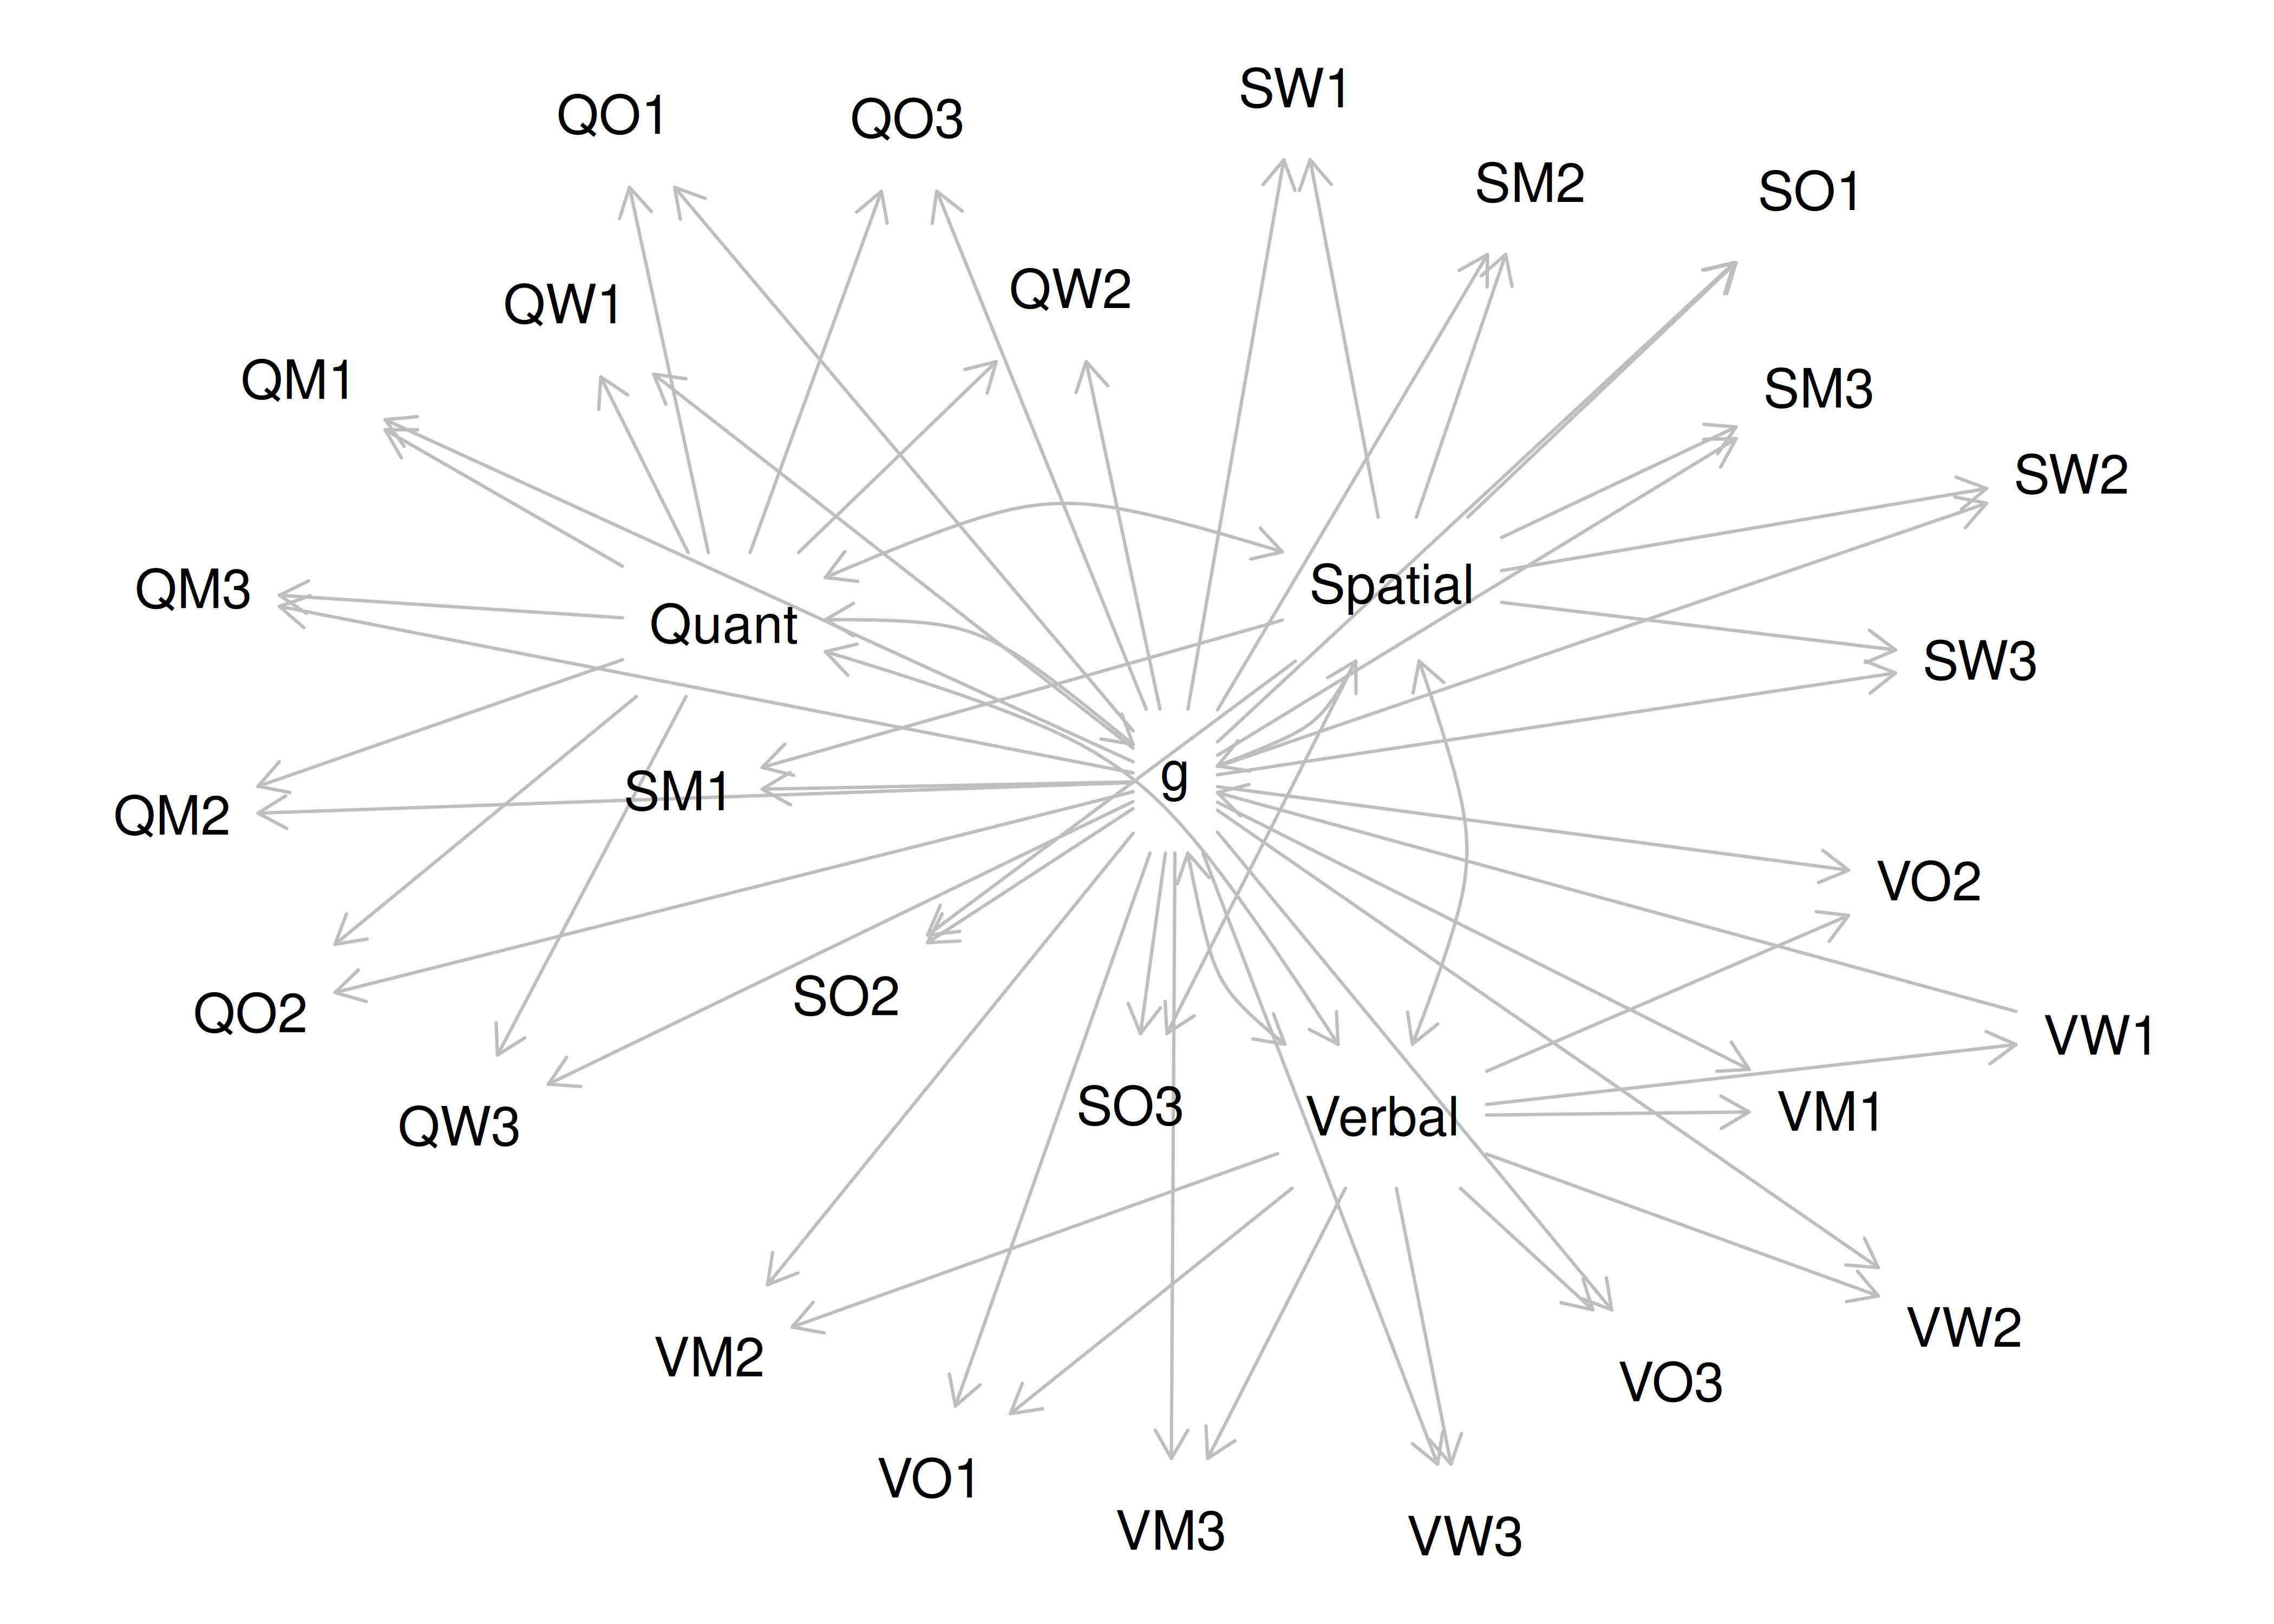 SW1
QO1
QO3
SM2
SO1
QW2
QW1
QM1
SM3
SW2
QM3
Spatial
Quant
SW3
g
SM1
QM2
VO2
SO2
QO2
VW1
SO3
VM1
Verbal
QW3
VW2
VM2
VO3
VO1
VM3
VW3